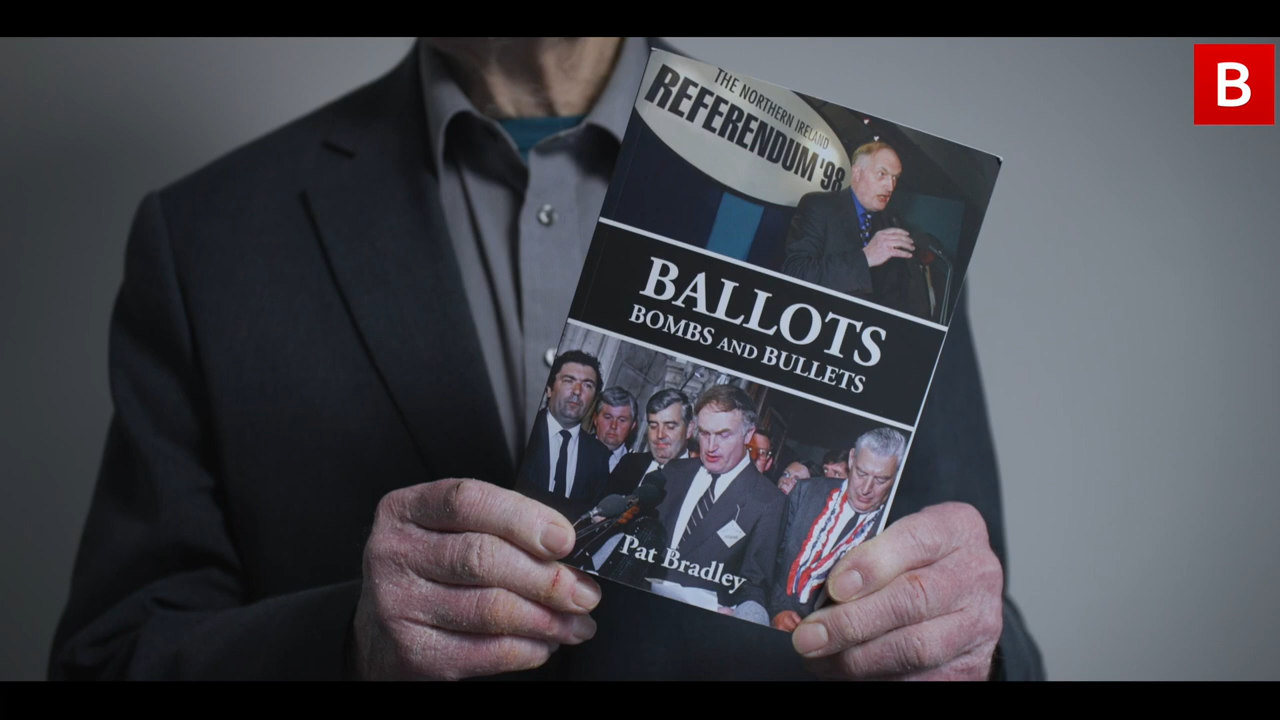 B
THE NORTHERN IRELAND
REFERENDUM '98
BALLOTS
BOMBS AND BULLETS
Pat Bradley